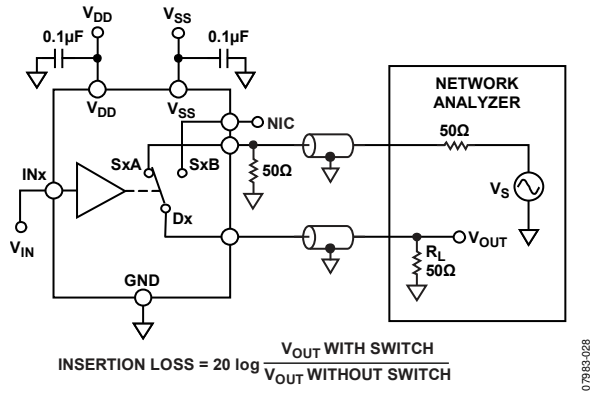 VDD
VSS
0.1µF
0.1µF
VDD
VSS
NIC
NETWORK
ANALYZER
50Ω
SxA
SxB
50Ω
INx
VS
Dx
VOUT
VIN
RL
50Ω
GND
INSERTION LOSS = 20 log VOUT WITH SWITCH
VOUT WITHOUT SWITCH
07983-028